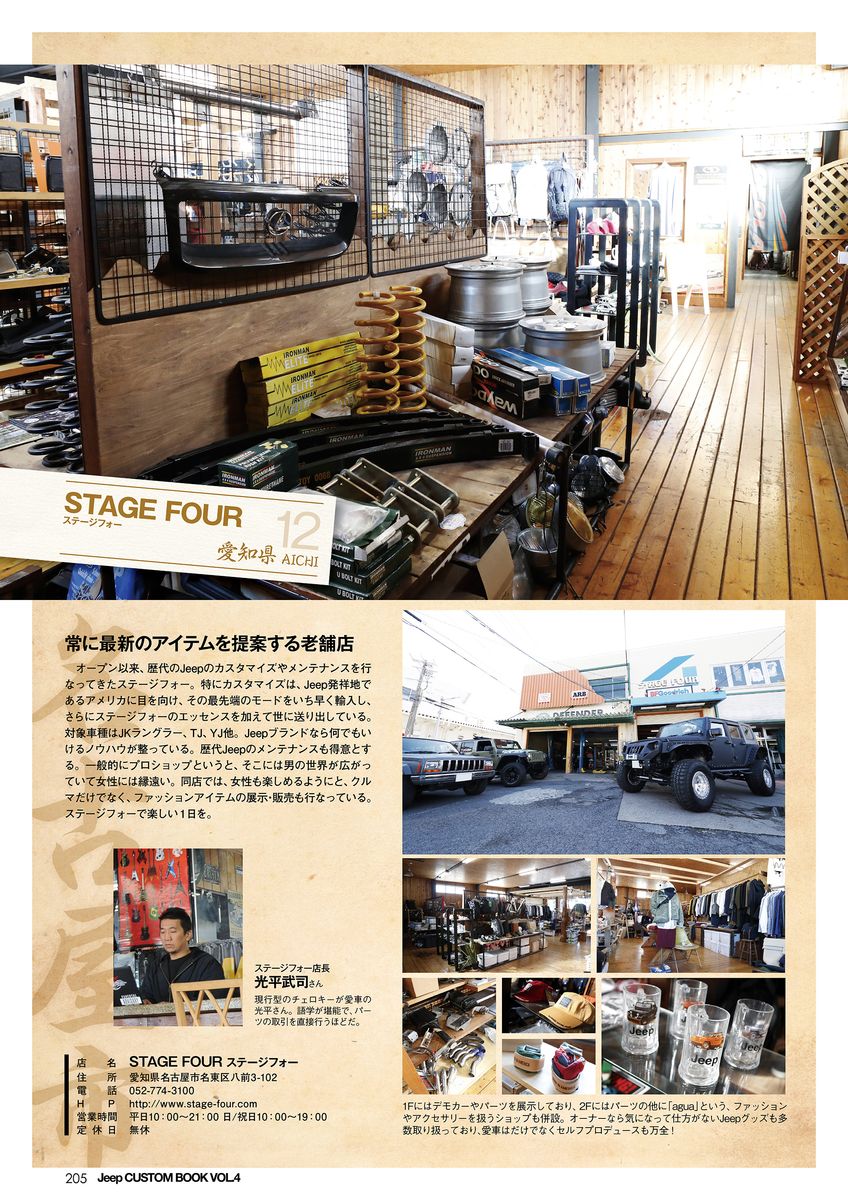 IRONMAN
ELITE
IRONMAN
ELITE
IRONMAN
ELITE
IRONMAN
IRONMAN
U BOLT KIT
U BOLT KIT
STAGE FOUR
ステージフォー
12
愛知県 AICHI
名古屋市
常に最新のアイテムを提案する老舗店
オープン以来、歴代のJeepのカスタマイズやメンテナンスを行
なってきたステージフォー。特にカスタマイズは、Jeep発祥地で
あるアメリカに目を向け、その最先端のモードをいち早く輸入し、
さらにステージフォーのエッセンスを加えて世に送り出している。
対象車種はJKラングラー、TJ、YJ他。Jeepブランドなら何でもい
けるノウハウが整っている。歴代Jeepのメンテナンスも得意とす
る。一般的にプロショップというと、そこには男の世界が広がっ
ていて女性には縁遠い。同店では、女性も楽しめるようにと、クル
マだけでなく、ファッションアイテムの展示・販売も行なっている。
ステージフォーで楽しい1日を。
ARB
DEFENDER
STAGE FOUR
BFGoodrich
ステージフォー店長
光平武司さん
現行型のチェロキーが愛車の
光平さん。語学が堪能で、パー
ツの取引を直接行うほどだ。
Jeep
Jeep
Jeep
店名 STAGE FOUR ステージフォー
住所 愛知県名古屋市名東区八前3-102
電話 052-774-3100
HP http://www.stage-four.com
営業時間 平日10:00〜21:00 日/祝日10:00〜19:00
定休日 無休
1Fにはデモカーやパーツを展示しており、2Fにはパーツの他に「agua」という、ファッション
やアクセサリーを扱うショップも併設。オーナーなら気になって仕方がないJeepグッズも多
数取り扱っており、愛車はだけでなくセルフプロデュースも万全！
205 Jeep CUSTOM BOOK VOL.4